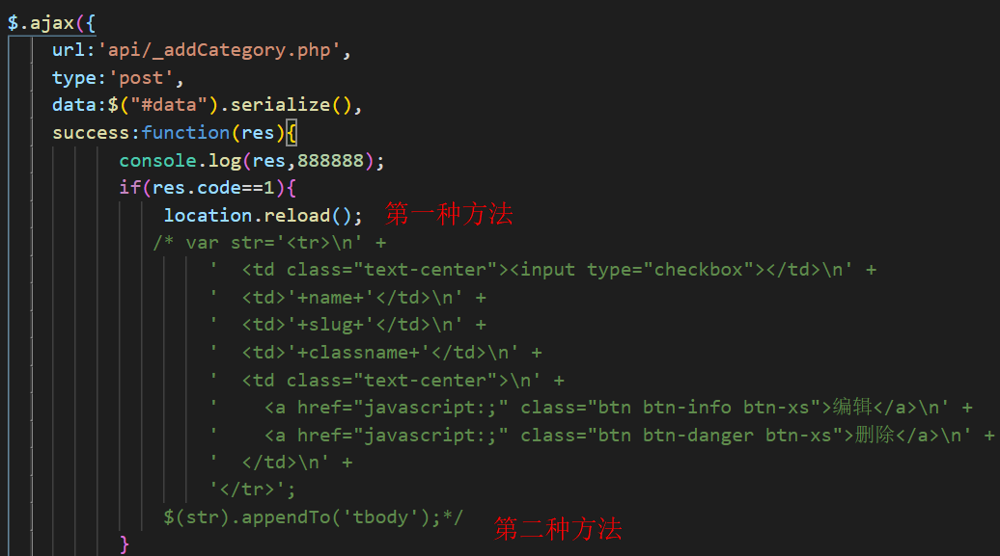 $.ajax({
url:'api/_addCategory.php',
type:'post',
data:$("#data").serialize(),
success:function(res){
console.log(res,888888);
if(res.code==1){
location.reload(); 第一种方法
/* var str='<tr>\n' +
' <td class="text-center"><input type="checkbox"></td>\n' +
' <td>'+name+'</td>\n' +
' <td>'+slug+'</td>\n' +
' <td>'+classname+'</td>\n' +
' <td class="text-center">\n' +
' <a href="javascript:;" class="btn btn-info btn-xs">编辑</a>\n' +
' <a href="javascript:;" class="btn btn-danger btn-xs">删除</a>\n' +
' </td>\n' +
'</tr>';
$(str).appendTo('tbody');*/ 第二种方法
}